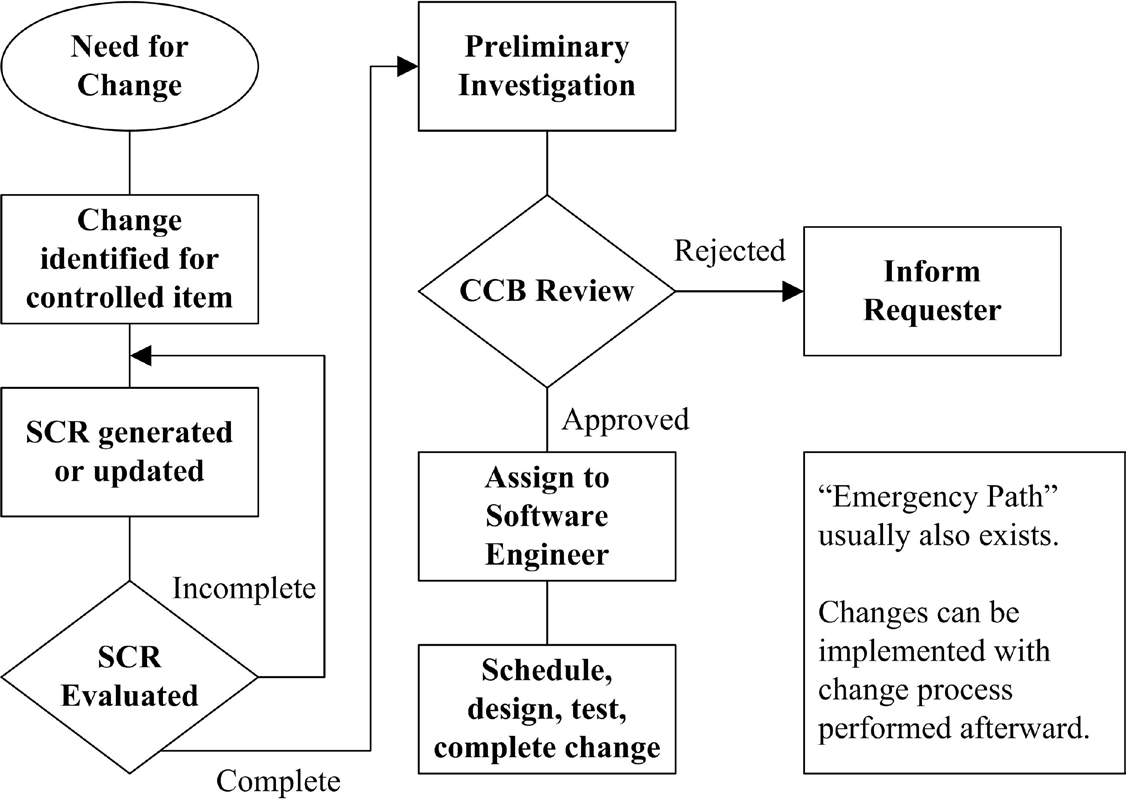 Need for
Change
Change
identified for
controlled item
SCR generated
or updated
Incomplete
SCR
Evaluated
Complete
Preliminary
Investigation
CCB Review
Rejected
Inform
Requester
Approved
Assign to
Software
Engineer
Schedule,
design, test,
complete change
“Emergency Path”
usually also exists.
Changes can be
implemented with
change process
performed afterward.